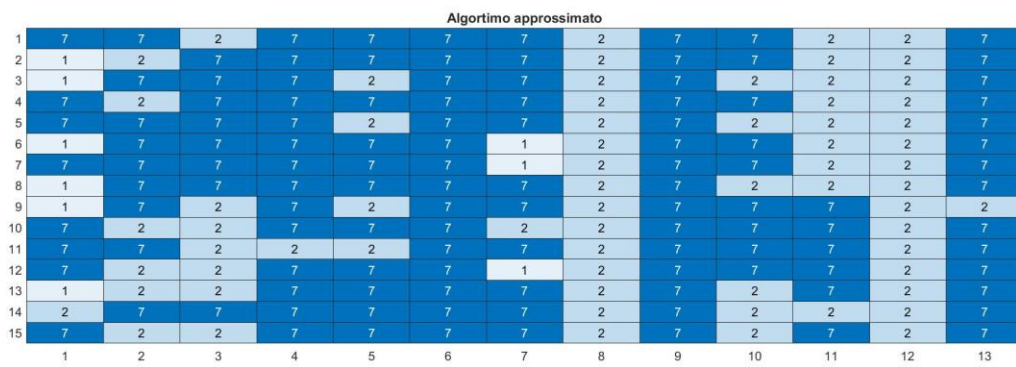 Algortimo approssimato
1 7 7 2 7 7 7 7 2 7 7 2 2 7
2 1 2 7 7 7 7 7 2 7 7 2 2 7
3 1 7 7 7 2 7 7 2 7 2 2 2 7
4 7 2 7 7 7 7 7 2 7 7 2 2 7
5 7 7 7 7 2 7 7 2 7 2 2 2 7
6 1 7 7 7 7 7 1 2 7 7 2 2 7
7 7 7 7 7 7 7 1 2 7 7 2 2 7
8 1 7 7 7 7 7 7 2 7 2 2 2 7
9 1 7 2 7 2 7 7 2 7 7 7 2 2
10 7 2 2 7 7 7 2 2 7 7 7 2 7
11 7 7 2 2 2 7 7 2 7 7 7 2 7
12 7 2 2 7 7 7 1 2 7 7 7 2 7
13 1 2 2 7 7 7 7 2 7 2 7 2 7
14 2 7 7 7 7 7 7 2 7 2 2 2 7
15 7 2 2 7 7 7 7 2 7 2 7 2 7
1 2 3 4 5 6 7 8 9 10 11 12 13